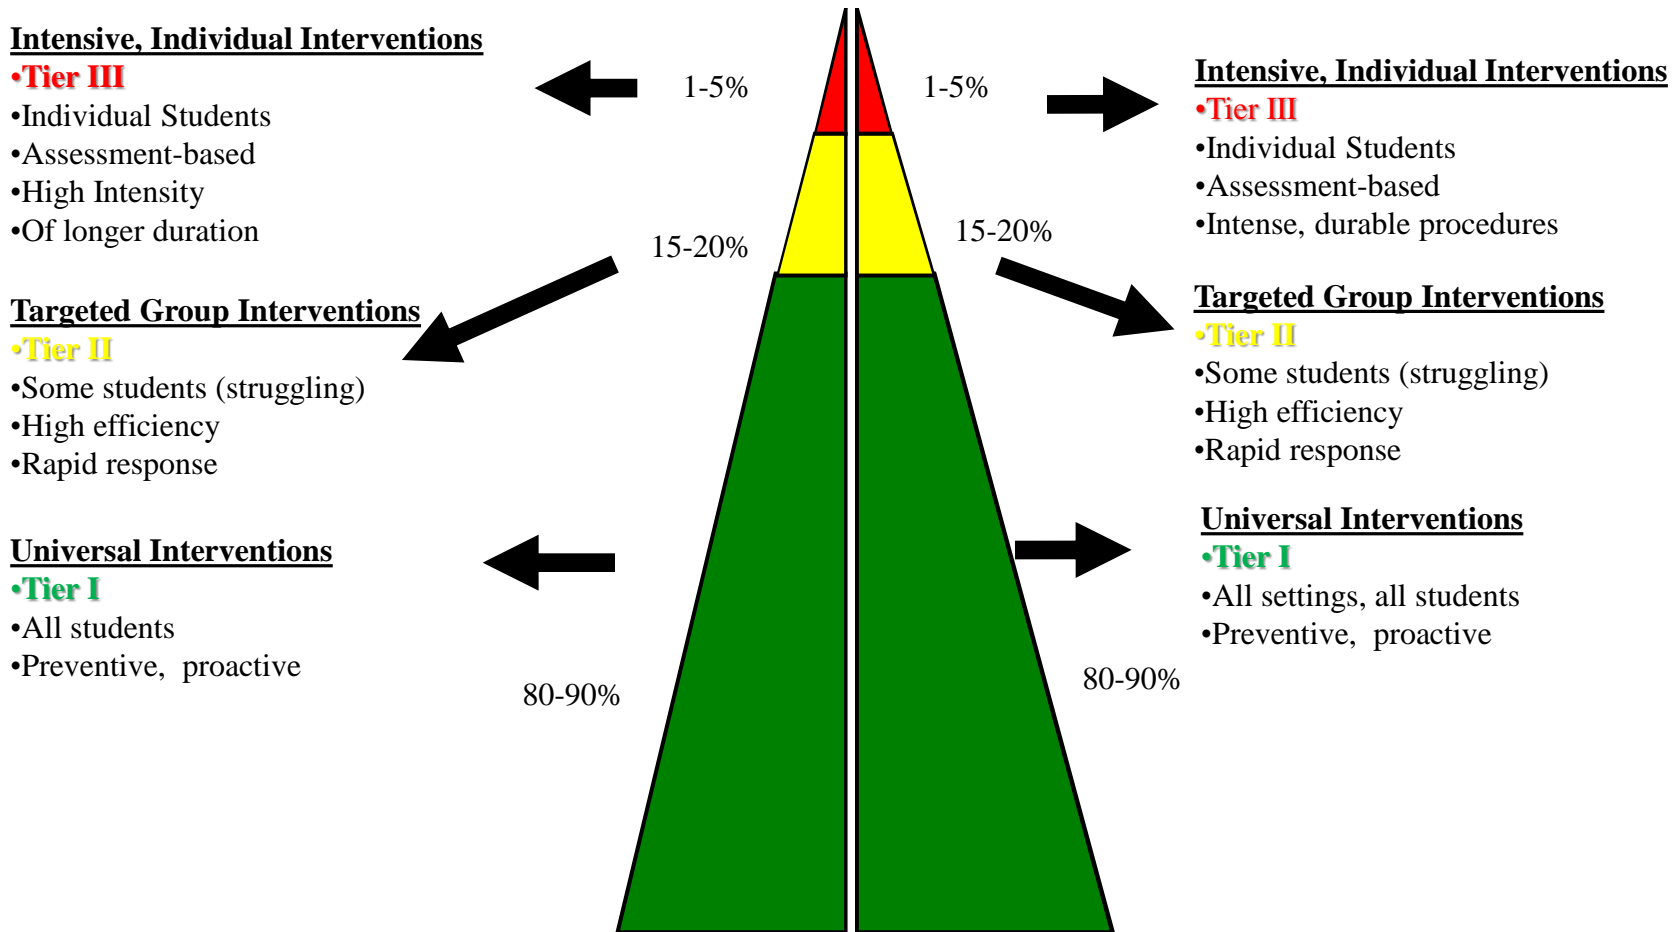 Intensive, Individual Interventions
•Tier III
•Individual Students
•Assessment-based
•High Intensity
•Of longer duration
1-5%
15-20%
Targeted Group Interventions
•Tier II
•Some students (struggling)
•High efficiency
•Rapid response
Universal Interventions
•Tier I
•All students
•Preventive,  proactive
80-90%
1-5%
Intensive, Individual Interventions
•Tier III
•Individual Students
•Assessment-based
•Intense, durable procedures
15-20%
Targeted Group Interventions
•Tier II
•Some students (struggling)
•High efficiency
•Rapid response
Universal Interventions
•Tier I
•All settings, all students
•Preventive,  proactive
80-90%